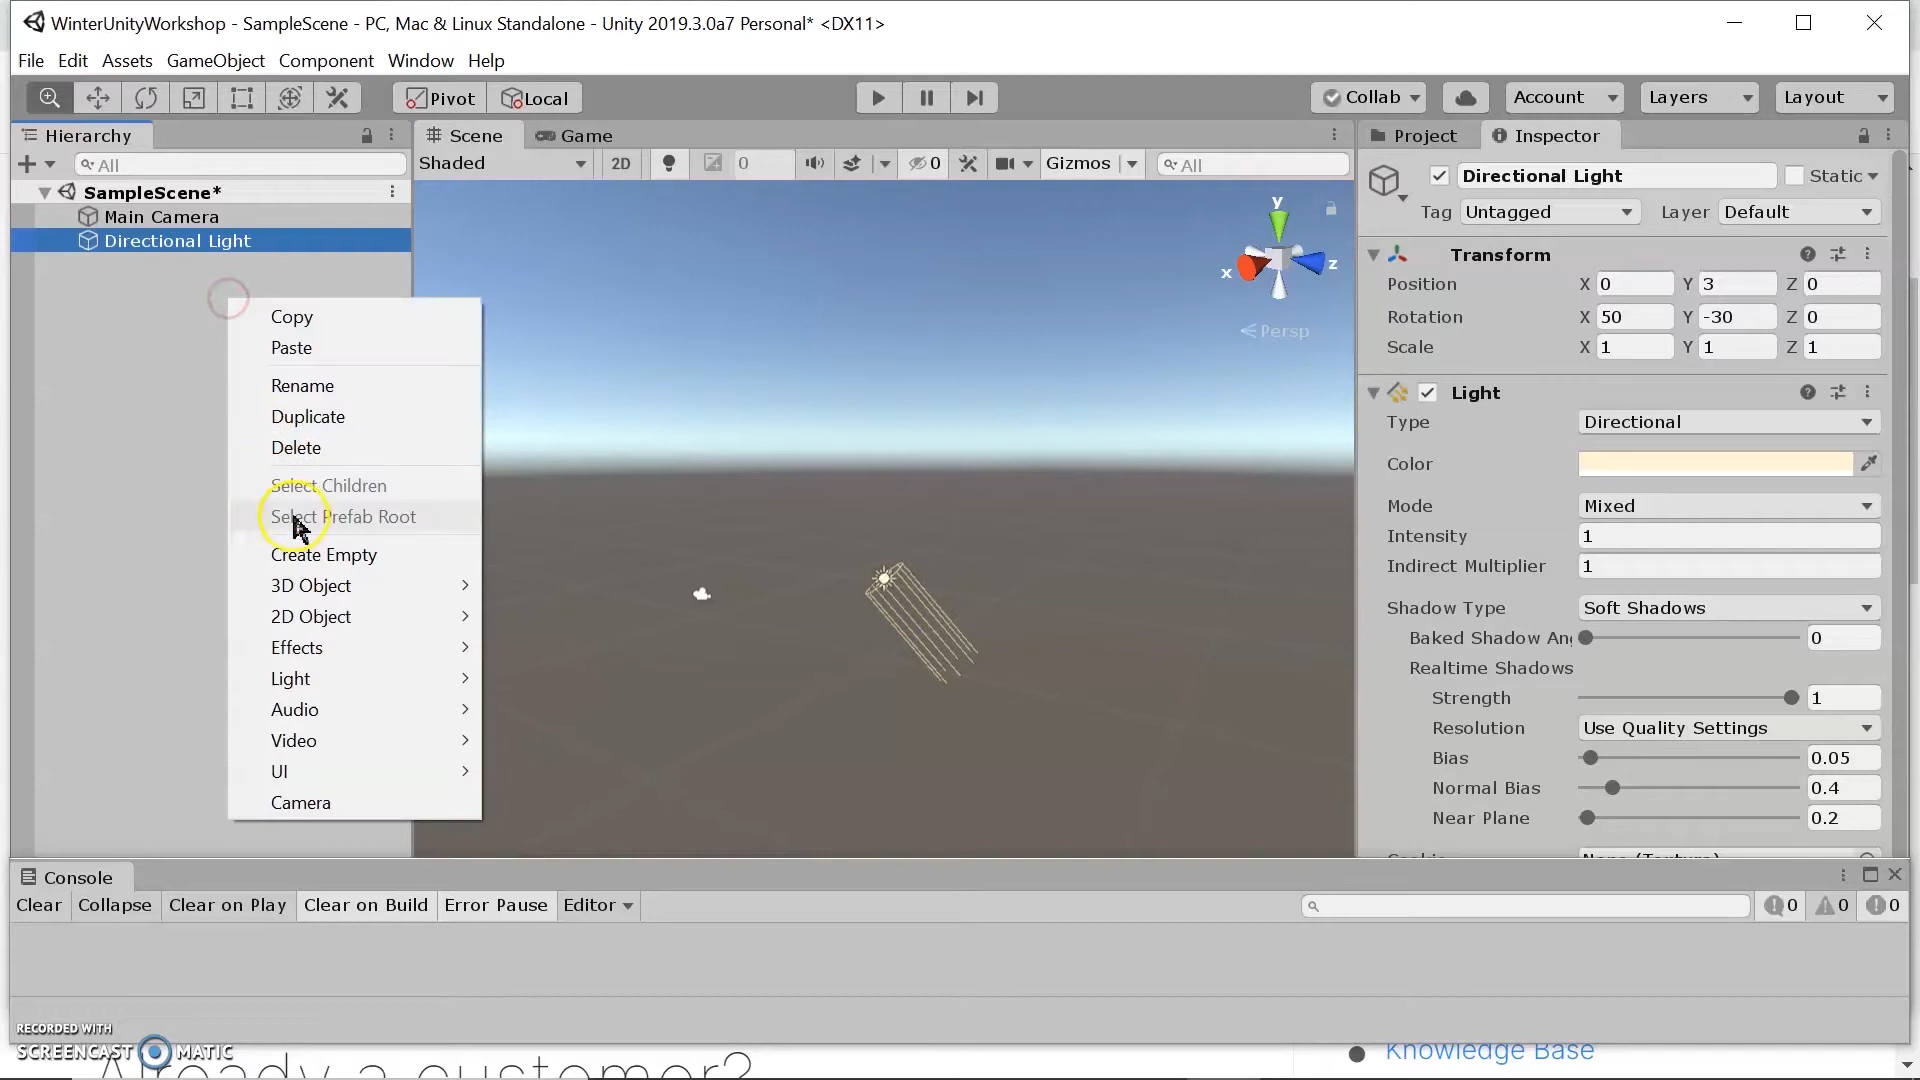 WinterUnityWorkshop - SampleScene - PC, Mac & Linux Standalone - Unity 2019.3.0a7 Personal* <DX11>
File Edit Assets GameObject Component Window Help
Pivot Local Collab Account Layers Layout
Hierarchy Scene Game Project Inspector
All Shaded 2D 0 0 Gizmos All
SampleScene*
Main Camera
Directional Light
Copy
Paste
Rename
Duplicate
Delete
Select Children
Select Prefab Root
Create Empty
3D Object
2D Object
Effects
Light
Audio
Video
UI
Camera
y
x z
Persp
Directional Light Static
Tag Untagged Layer Default
Transform
Position X 0 Y 3 Z 0
Rotation X 50 Y -30 Z 0
Scale X 1 Y 1 Z 1
Light
Type Directional
Color
Mode Mixed
Intensity 1
Indirect Multiplier 1
Shadow Type Soft Shadows
Baked Shadow Ang 0
Realtime Shadows
Strength 1
Resolution Use Quality Settings
Bias 0.05
Normal Bias 0.4
Near Plane 0.2
Console
Clear Collapse Clear on Play Clear on Build Error Pause Editor 0 0 0
RECORDED WITH
SCREENCAST MATIC
Already a customer?
Knowledge Base